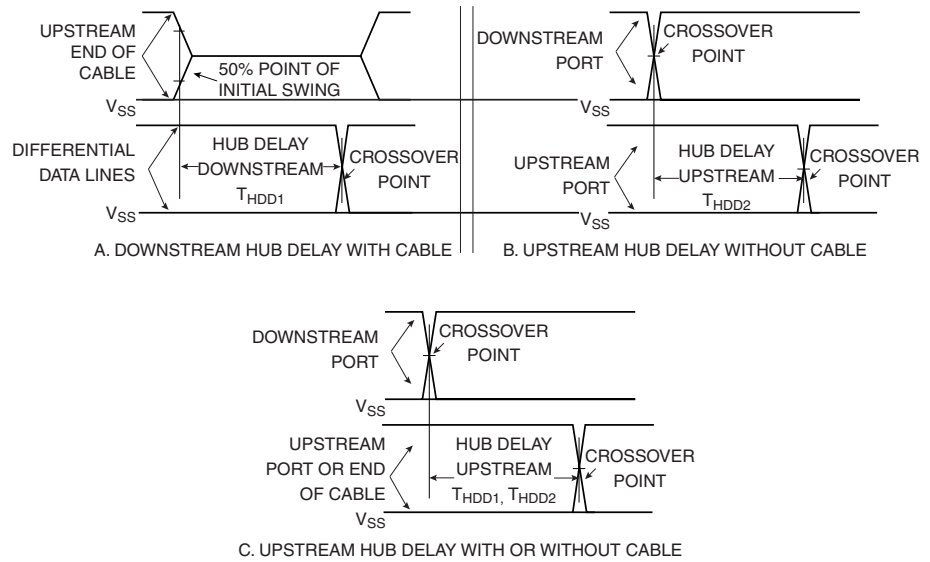 UPSTREAM
END OF
CABLE
50% POINT OF
INITIAL SWING
VSS
DIFFERENTIAL
DATA LINES
HUB DELAY
DOWNSTREAM
THDD1
CROSSOVER
POINT
VSS
A. DOWNSTREAM HUB DELAY WITH CABLE
DOWNSTREAM
PORT
CROSSOVER
POINT
VSS
UPSTREAM
PORT
HUB DELAY
UPSTREAM
THDD2
CROSSOVER
POINT
VSS
B. UPSTREAM HUB DELAY WITHOUT CABLE
DOWNSTREAM
PORT
CROSSOVER
POINT
VSS
UPSTREAM
PORT OR END
OF CABLE
HUB DELAY
UPSTREAM
THDD1, THDD2
CROSSOVER
POINT
VSS
C. UPSTREAM HUB DELAY WITH OR WITHOUT CABLE